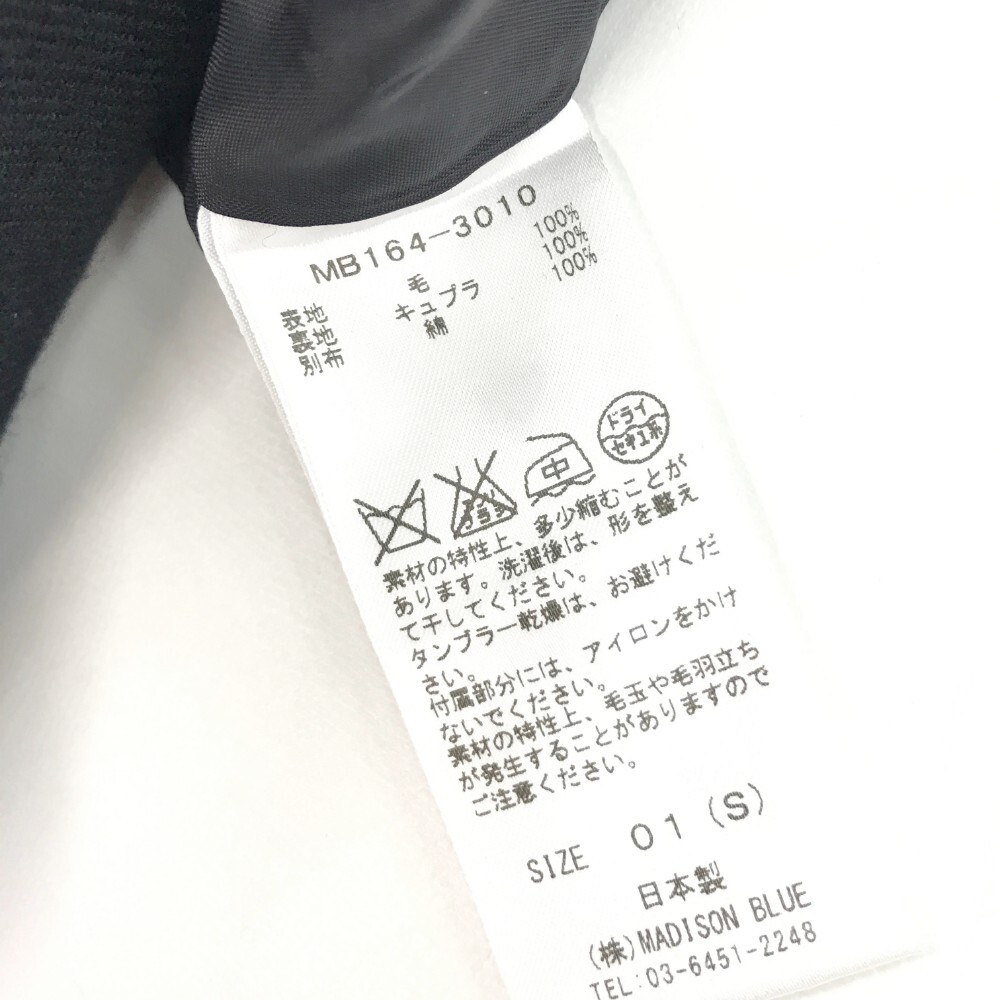 MB164-3010
表地 毛 100%
裏地 キュプラ 100%
別布 綿 100%
エンソ サラシ 中 ドライ セキユ系
素材の特性上、多少縮むことが
あります。洗濯後は、形を整え
て干してください。
タンブラー乾燥は、お避けくだ
さい。
付属部分には、アイロンをかけ
ないでください。
素材の特性上、毛玉や毛羽立ち
が発生することがありますので
ご注意ください。
SIZE 01(S)
日本製
(株)MADISON BLUE
TEL:03-6451-2248